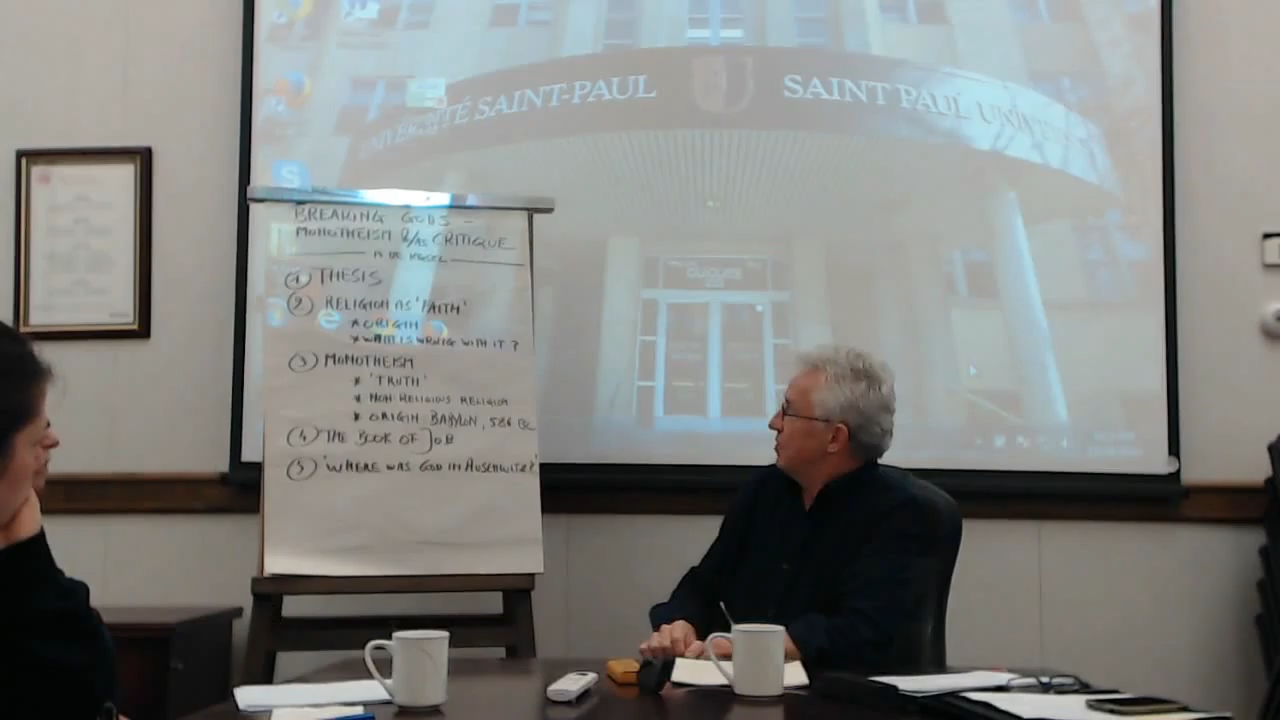 UNIVERSITÉ SAINT-PAUL
SAINT PAUL UNIVE
BREAKING GODS -
MONOTHEISM &/AS CRITIQUE
① THESIS
② RELIGION AS 'FAITH'
* ORIGIN
* WHAT IS WRONG WITH IT?
③ MONOTHEISM
* 'TRUTH'
* NON-RELIGIOUS RELIGION
* ORIGIN BABYLON, 586 BC
④ THE BOOK OF JOB
⑤ 'WHERE WAS GOD IN AUSCHWITZ?'